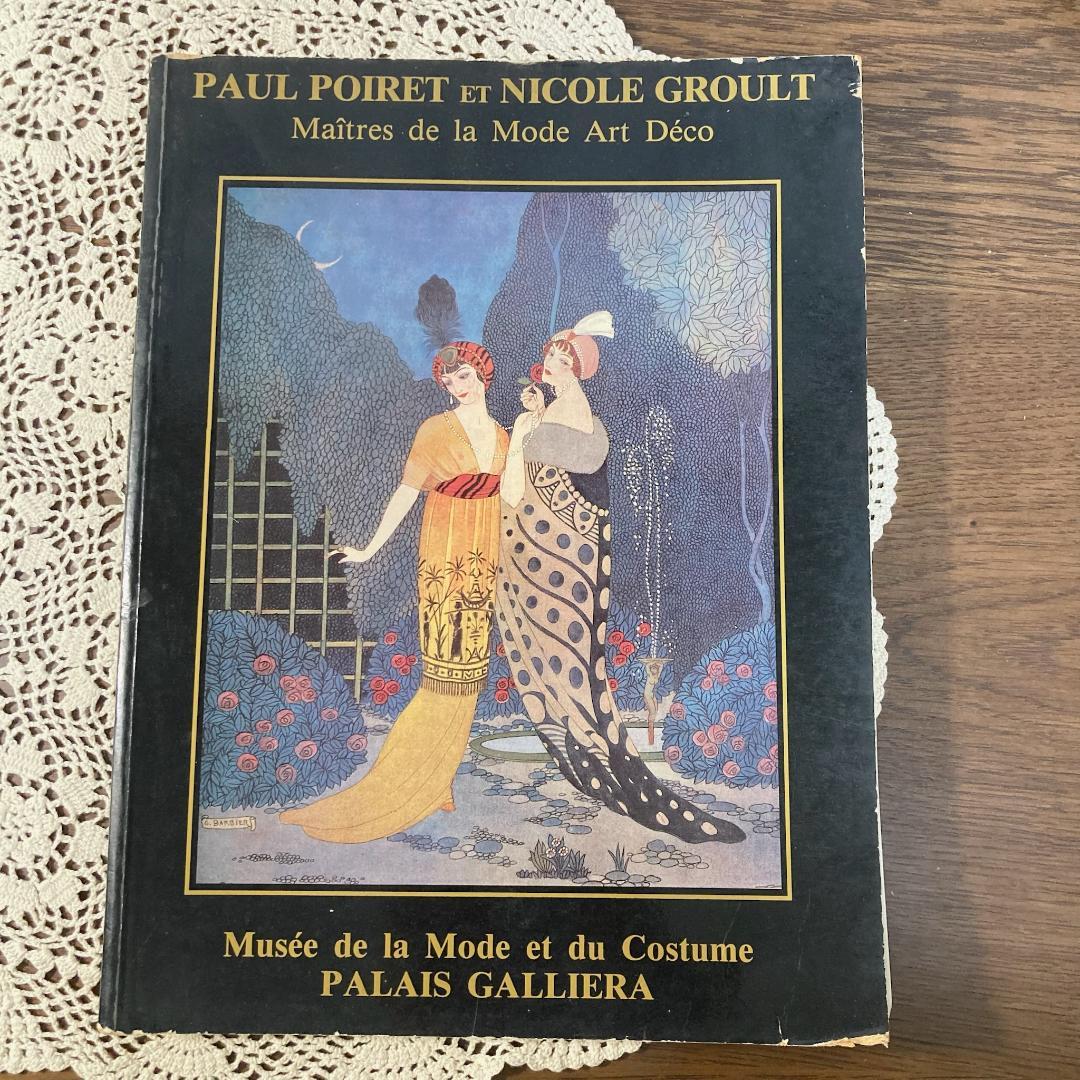 PAUL POIRET ET NICOLE GROULT
Maîtres de la Mode Art Déco
G. BARBIER
Musée de la Mode et du Costume
PALAIS GALLIERA